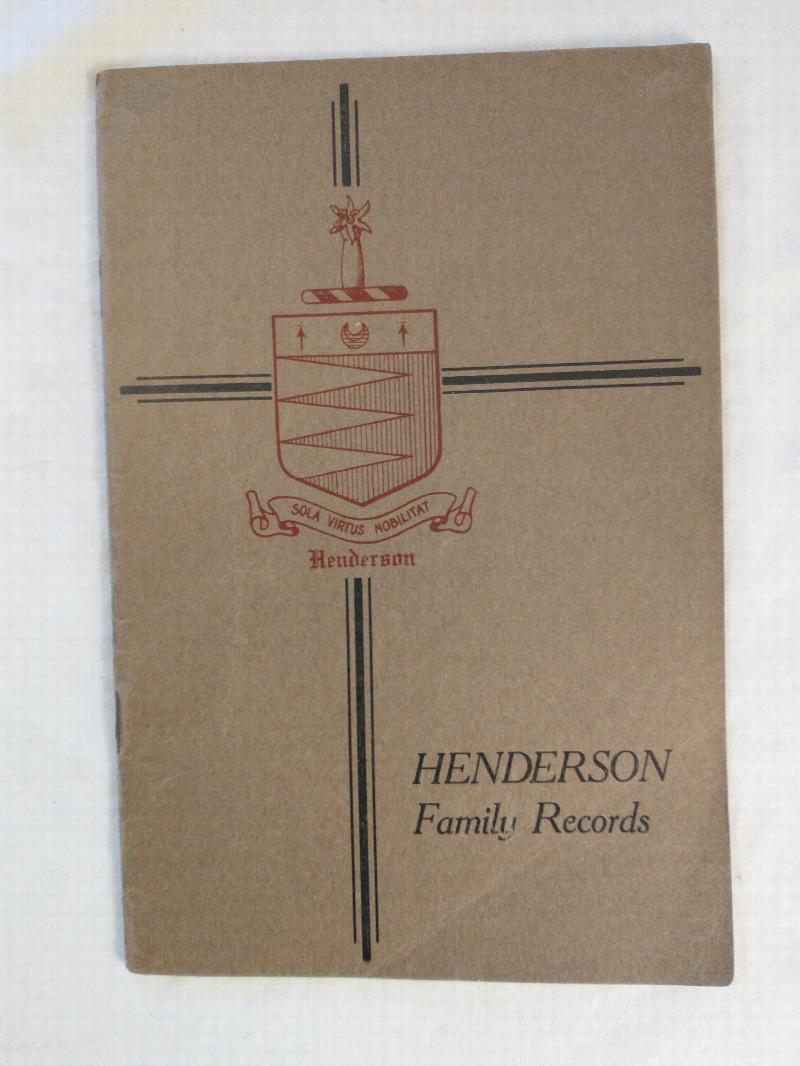 SOLA VIRTUS NOBILITAT
Henderson
HENDERSON
Family Records